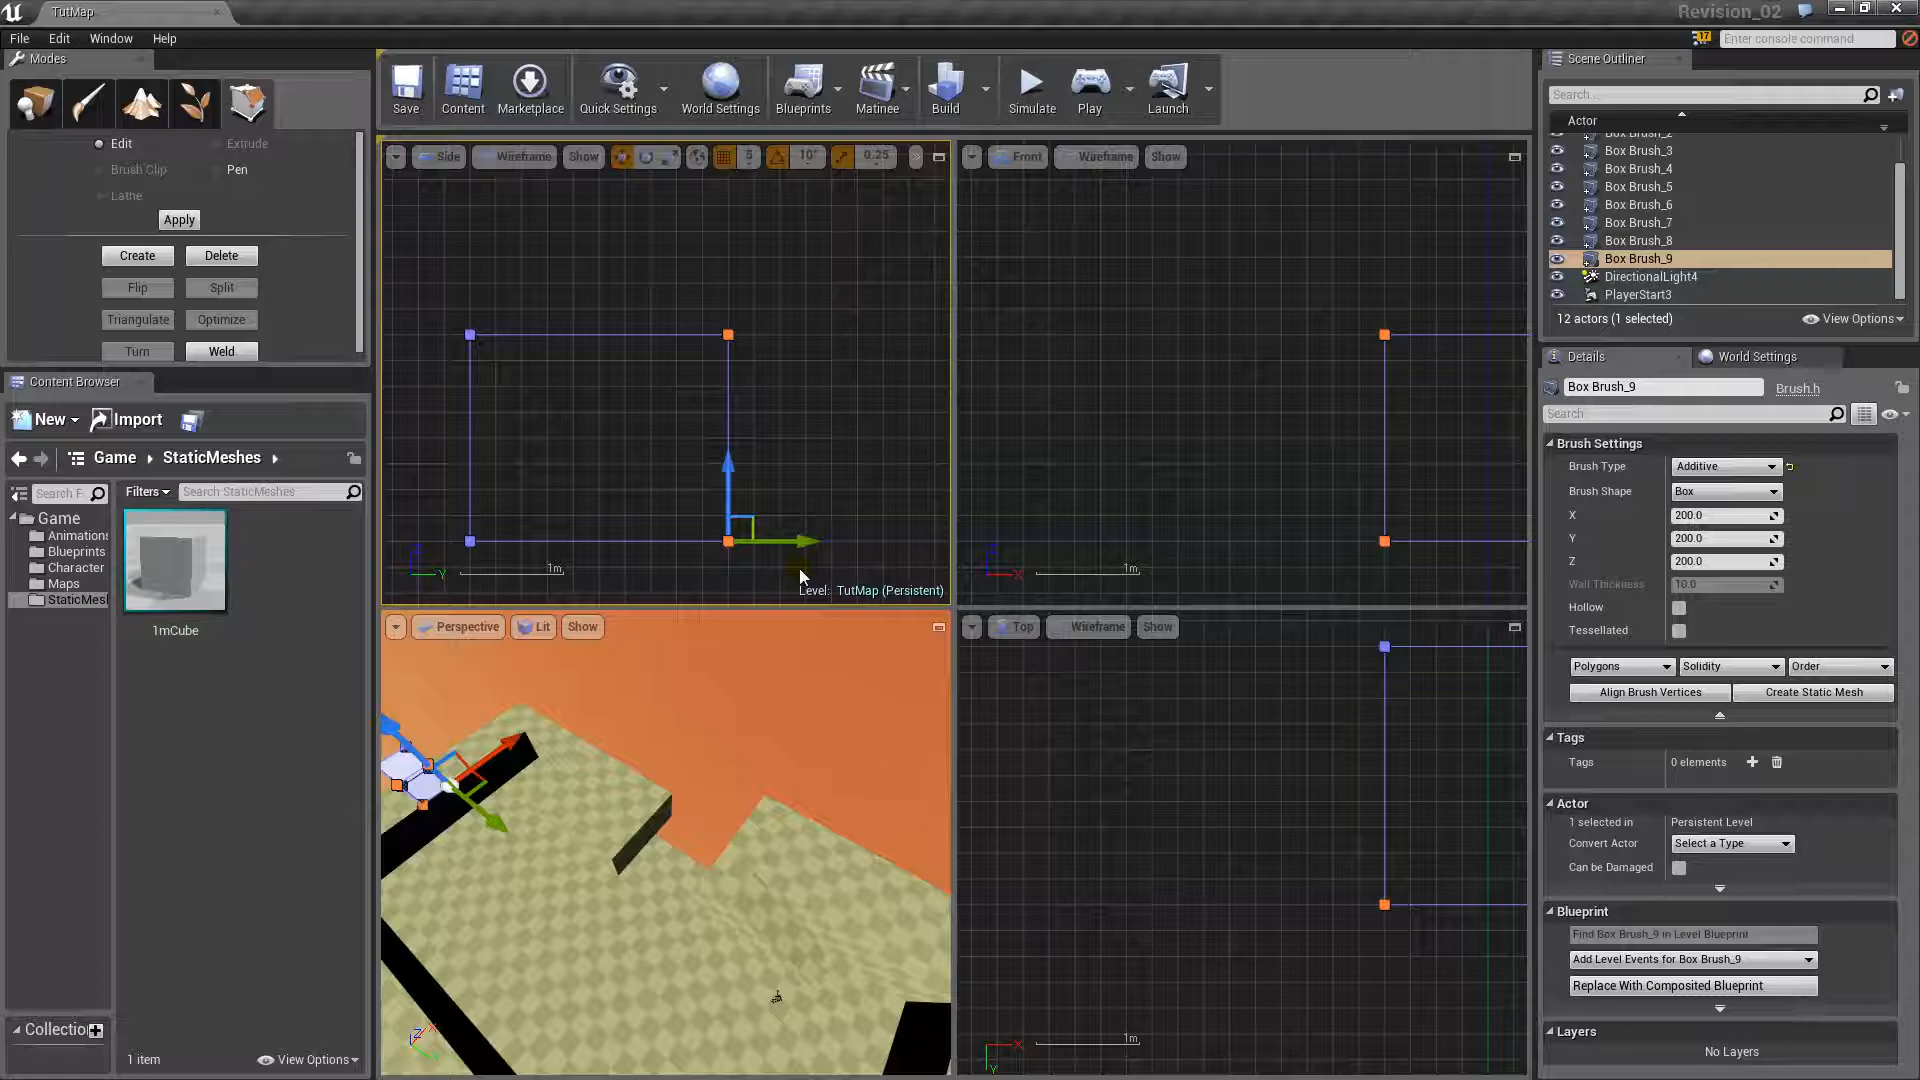 TutMap
Revision_02
File Edit Window Help
17
Enter console command
Modes
Edit Extrude
Brush Clip Pen
Lathe
Apply
Create Delete
Flip Split
Triangulate Optimize
Turn Weld
Save Content Marketplace Quick Settings World Settings Blueprints Matinee Build Simulate Play Launch
Side Wireframe Show 5 10° 0.25 »
Z
Y
1m
Level: TutMap (Persistent)
Front Wireframe Show
X
1m
Perspective Lit Show
Z X
Top Wireframe Show
X
1m
Y
Content Browser
New Import
Game StaticMeshes
Search F
Filters Search StaticMeshes
Game
Animations
Blueprints
Character
Maps
StaticMesh
1mCube
Collection
1 item View Options
Scene Outliner
Search...
Actor
Box Brush_2
Box Brush_3
Box Brush_4
Box Brush_5
Box Brush_6
Box Brush_7
Box Brush_8
Box Brush_9
DirectionalLight4
PlayerStart3
12 actors (1 selected) View Options
Details World Settings
Box Brush_9 Brush.h
Search
Brush Settings
Brush Type Additive
Brush Shape Box
X 200.0
Y 200.0
Z 200.0
Wall Thickness 10.0
Hollow
Tessellated
Polygons Solidity Order
Align Brush Vertices Create Static Mesh
Tags
Tags 0 elements
Actor
1 selected in Persistent Level
Convert Actor Select a Type
Can be Damaged
Blueprint
Find Box Brush_9 in Level Blueprint
Add Level Events for Box Brush_9
Replace With Composited Blueprint
Layers
No Layers